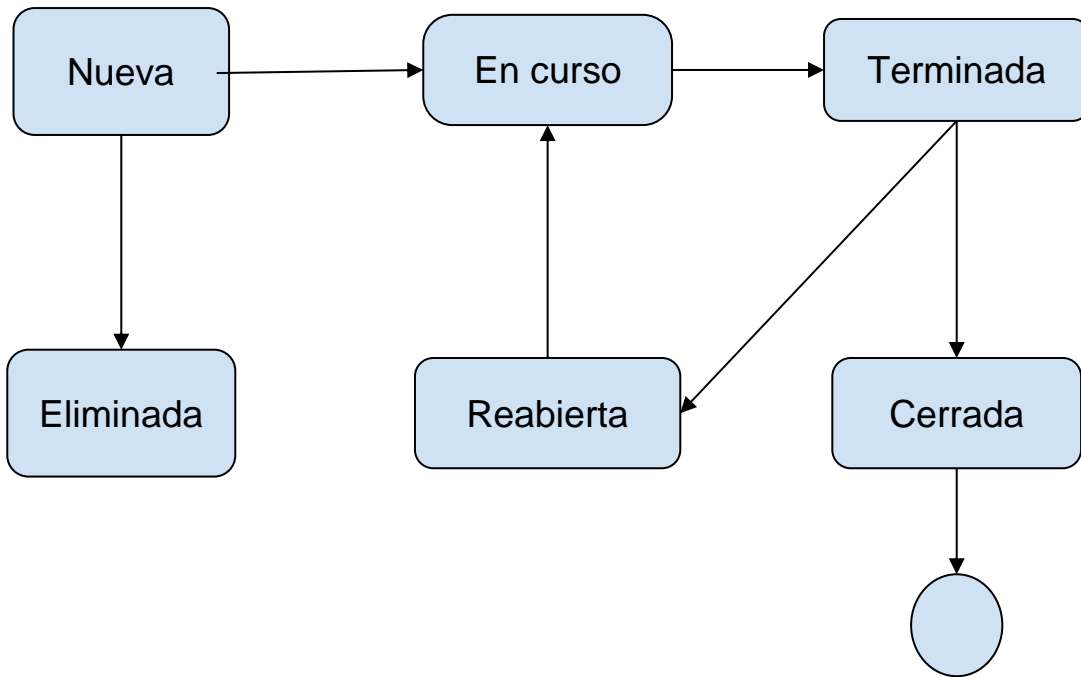 Nueva
En curso
Terminada
Eliminada
Reabierta
Cerrada